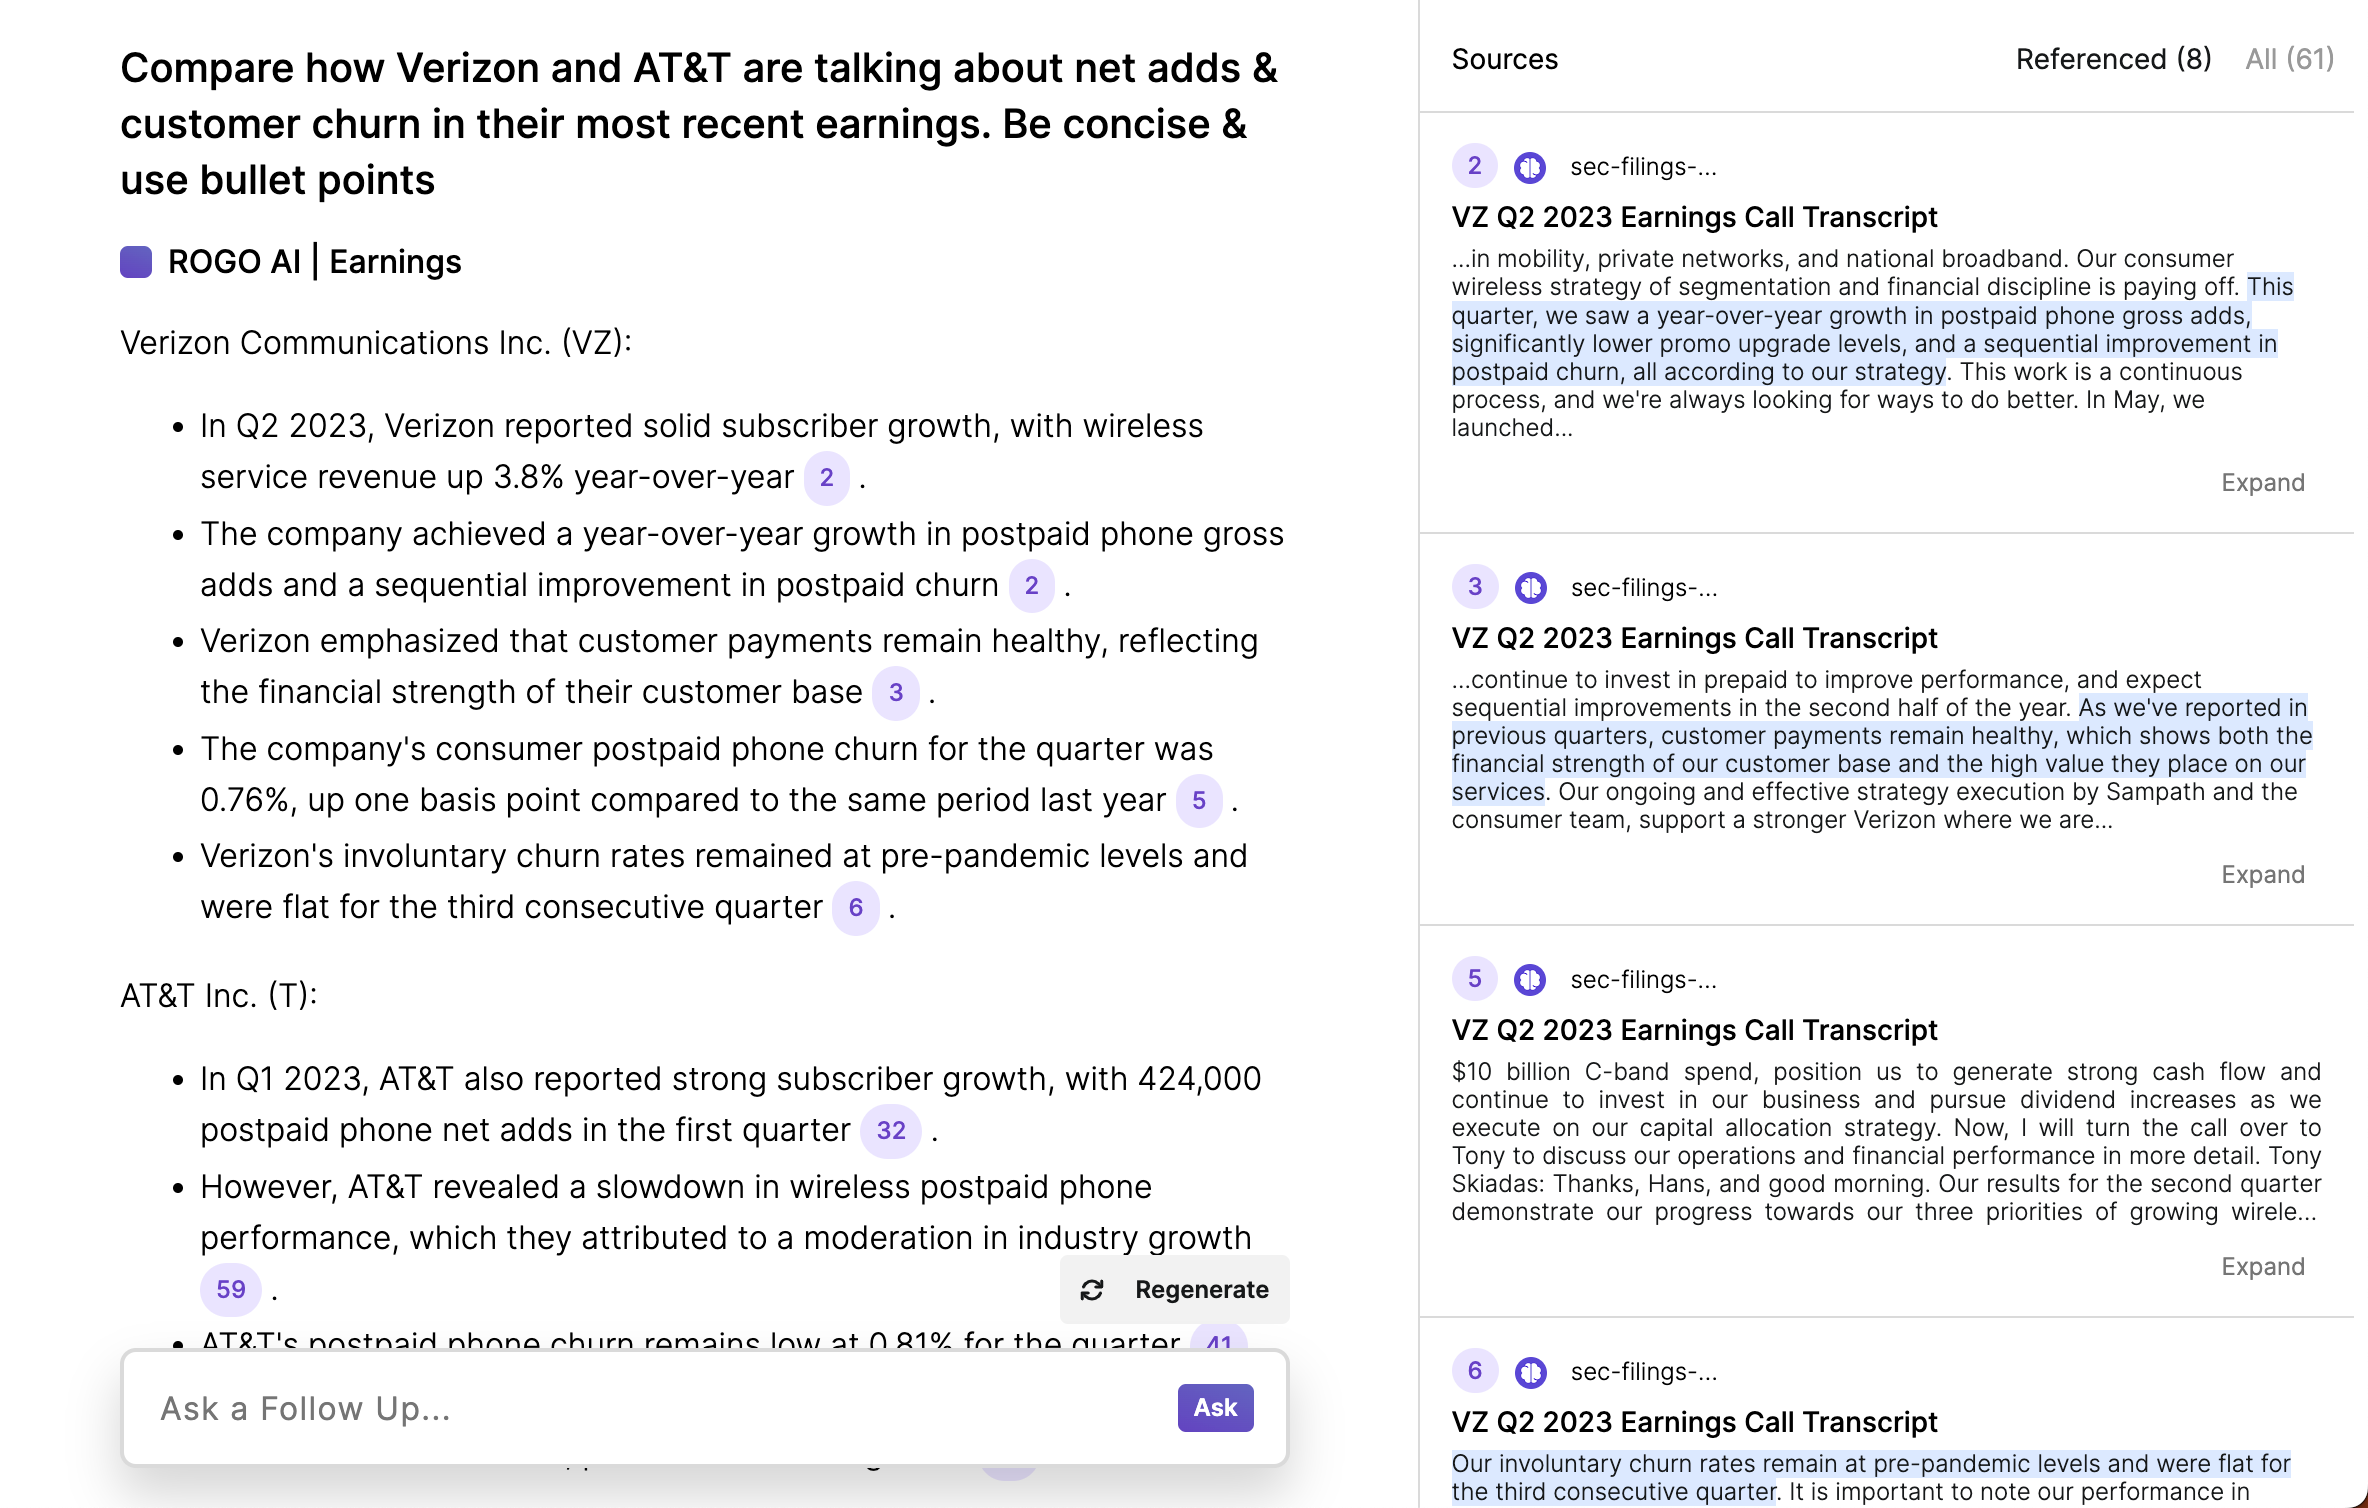 Compare how Verizon and AT&T are talking about net adds &
customer churn in their most recent earnings. Be concise &
use bullet points
ROGO AI | Earnings
Verizon Communications Inc. (VZ):
• In Q2 2023, Verizon reported solid subscriber growth, with wireless
service revenue up 3.8% year-over-year 2 .
• The company achieved a year-over-year growth in postpaid phone gross
adds and a sequential improvement in postpaid churn 2 .
• Verizon emphasized that customer payments remain healthy, reflecting
the financial strength of their customer base 3 .
• The company's consumer postpaid phone churn for the quarter was
0.76%, up one basis point compared to the same period last year 5 .
• Verizon's involuntary churn rates remained at pre-pandemic levels and
were flat for the third consecutive quarter 6 .
AT&T Inc. (T):
• In Q1 2023, AT&T also reported strong subscriber growth, with 424,000
postpaid phone net adds in the first quarter 32 .
• However, AT&T revealed a slowdown in wireless postpaid phone
performance, which they attributed to a moderation in industry growth
59 .
Regenerate
• AT&T's postpaid phone churn remains low at 0.81% for the quarter 41
Ask a Follow Up...
Ask
Sources
Referenced (8)
All (61)
2 sec-filings-...
VZ Q2 2023 Earnings Call Transcript
...in mobility, private networks, and national broadband. Our consumer
wireless strategy of segmentation and financial discipline is paying off. This
quarter, we saw a year-over-year growth in postpaid phone gross adds,
significantly lower promo upgrade levels, and a sequential improvement in
postpaid churn, all according to our strategy. This work is a continuous
process, and we're always looking for ways to do better. In May, we
launched...
Expand
3 sec-filings-...
VZ Q2 2023 Earnings Call Transcript
...continue to invest in prepaid to improve performance, and expect
sequential improvements in the second half of the year. As we've reported in
previous quarters, customer payments remain healthy, which shows both the
financial strength of our customer base and the high value they place on our
services. Our ongoing and effective strategy execution by Sampath and the
consumer team, support a stronger Verizon where we are...
Expand
5 sec-filings-...
VZ Q2 2023 Earnings Call Transcript
$10 billion C-band spend, position us to generate strong cash flow and
continue to invest in our business and pursue dividend increases as we
execute on our capital allocation strategy. Now, I will turn the call over to
Tony to discuss our operations and financial performance in more detail. Tony
Skiadas: Thanks, Hans, and good morning. Our results for the second quarter
demonstrate our progress towards our three priorities of growing wirele...
Expand
6 sec-filings-...
VZ Q2 2023 Earnings Call Transcript
Our involuntary churn rates remain at pre-pandemic levels and were flat for
the third consecutive quarter. It is important to note our performance in